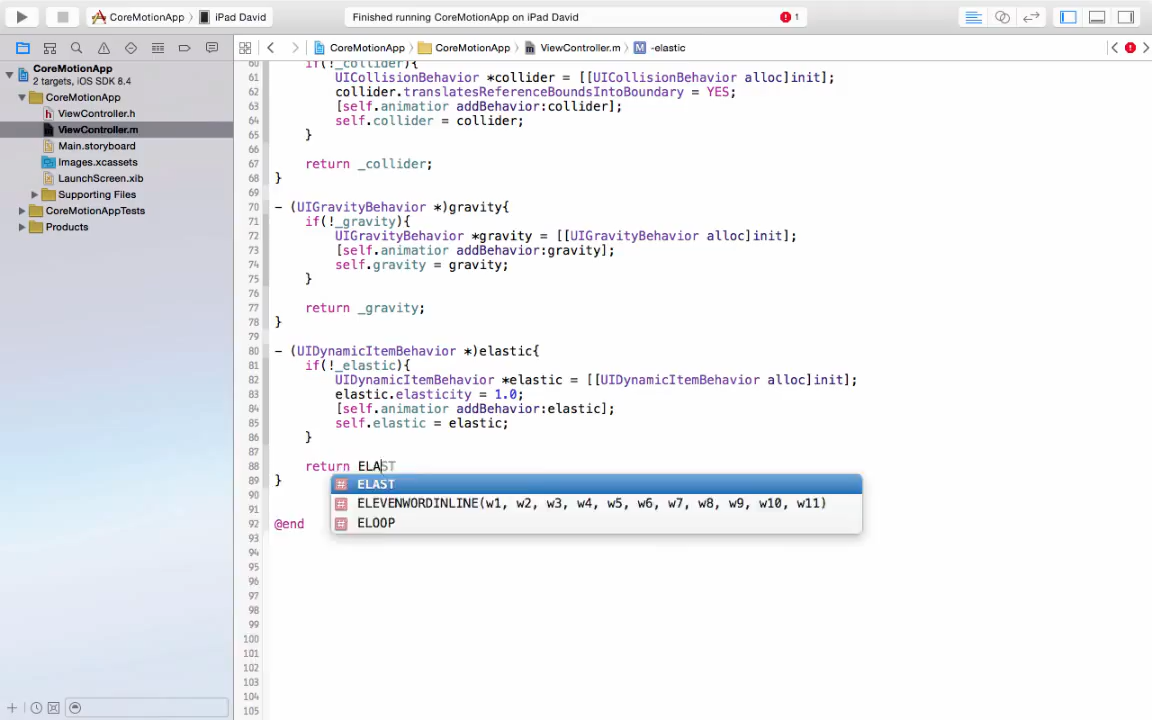 CoreMotionApp
iPad David
Finished running CoreMotionApp on iPad David
1
CoreMotionApp
CoreMotionApp
ViewController.m
M
-elastic
CoreMotionApp
2 targets, iOS SDK 8.4
CoreMotionApp
h ViewController.h
m ViewController.m
Main.storyboard
Images.xcassets
LaunchScreen.xib
Supporting Files
CoreMotionAppTests
Products
60 if(!_collider){
61 UICollisionBehavior *collider = [[UICollisionBehavior alloc]init];
62 collider.translatesReferenceBoundsIntoBoundary = YES;
63 [self.animatior addBehavior:collider];
64 self.collider = collider;
65 }
66
67 return _collider;
68 }
69
70 - (UIGravityBehavior *)gravity{
71 if(!_gravity){
72 UIGravityBehavior *gravity = [[UIGravityBehavior alloc]init];
73 [self.animatior addBehavior:gravity];
74 self.gravity = gravity;
75 }
76
77 return _gravity;
78 }
79
80 - (UIDynamicItemBehavior *)elastic{
81 if(!_elastic){
82 UIDynamicItemBehavior *elastic = [[UIDynamicItemBehavior alloc]init];
83 elastic.elasticity = 1.0;
84 [self.animatior addBehavior:elastic];
85 self.elastic = elastic;
86 }
87
88 return ELAST
89 }
# ELAST
90
# ELEVENWORDINLINE(w1, w2, w3, w4, w5, w6, w7, w8, w9, w10, w11)
91
92 @end
# ELOOP
93
94
95
96
97
98
99
100
101
102
103
104
105